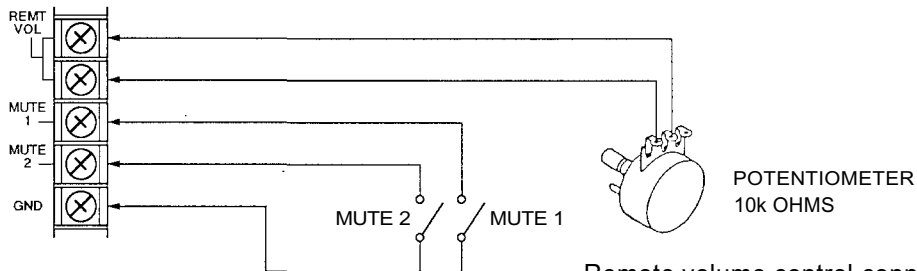 REMT
VOL
MUTE
1
MUTE
2
GND
MUTE 2
MUTE 1
POTENTIOMETER
10k OHMS